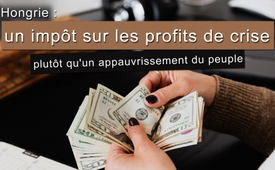 Hongrie :
un impôt sur les profits de crise
plutôt qu'un appauvrissement du peuple